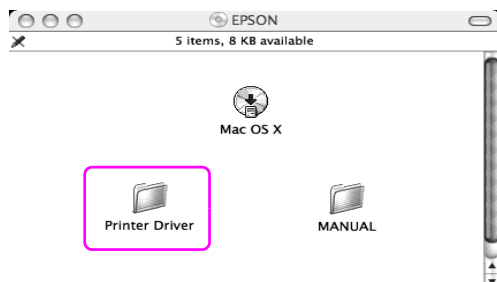 EPSON
5 items, 8 KB available
Mac OS X
Printer Driver
MANUAL